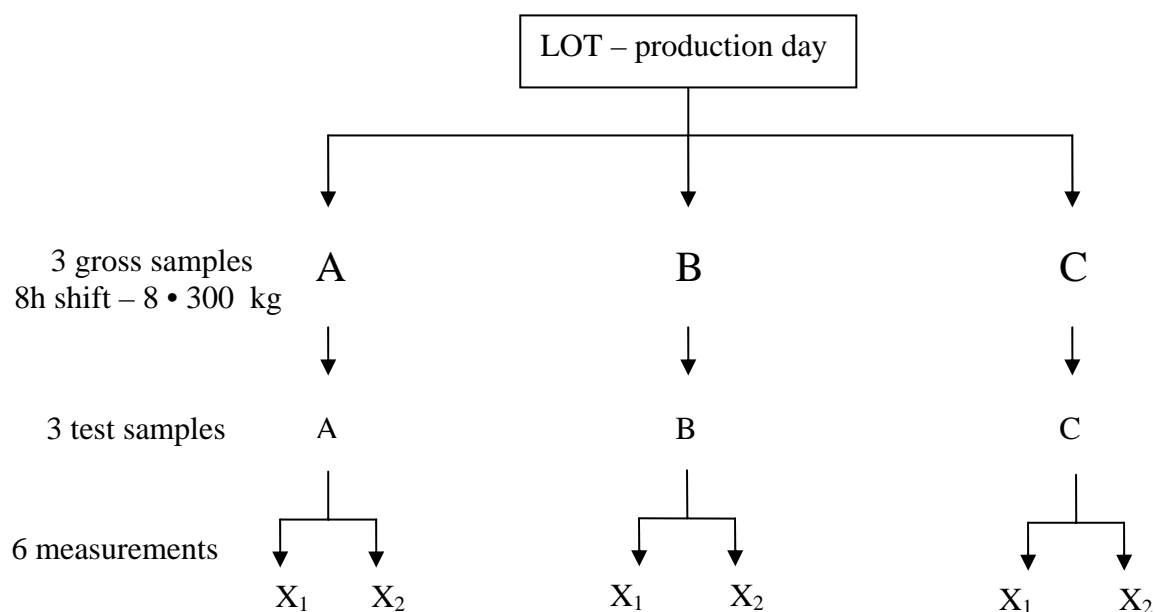 LOT – production day
3 gross samples
8h shift – 8 • 300 kg
A B C
3 test samples
A B C
6 measurements
X₁ X₂ X₁ X₂ X₁ X₂